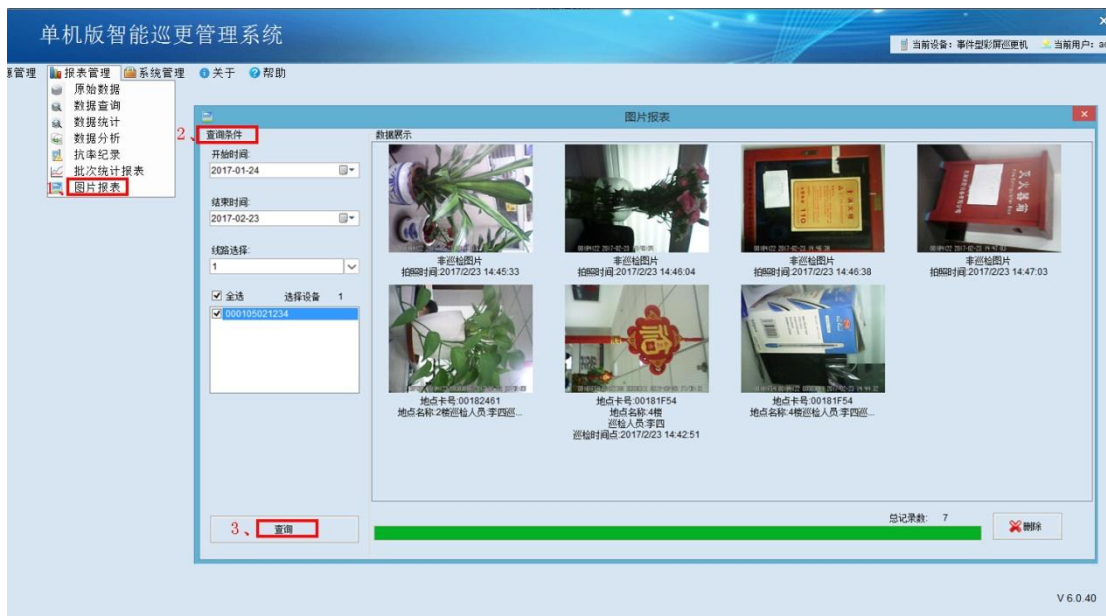 单机版智能巡更管理系统
当前设备：事件型彩屏巡更机
当前用户：ad
报表管理
系统管理
关于
帮助
原始数据
数据查询
数据统计
数据分析
抗率纪录
批次统计报表
1
图片报表
图片报表
2、
查询条件
数据展示
开始时间:
2017-01-24
结束时间:
2017-02-23
线路选择:
1
全选
选择设备
1
000105021234
3、
查询
非巡检图片
拍照时间:2017/2/23 14:45:33
非巡检图片
拍照时间:2017/2/23 14:46:04
非巡检图片
拍照时间:2017/2/23 14:46:38
非巡检图片
拍照时间:2017/2/23 14:47:03
地点卡号:00182461
地点名称:2楼巡检人员:李四巡...
地点卡号:00181F54
地点名称:4楼
巡检人员:李四
巡检时间点:2017/2/23 14:42:51
地点卡号:00181F54
地点名称:4楼巡检人员:李四巡...
灭火器箱
110
福
总记录数:
7
删除
V 6.0.40